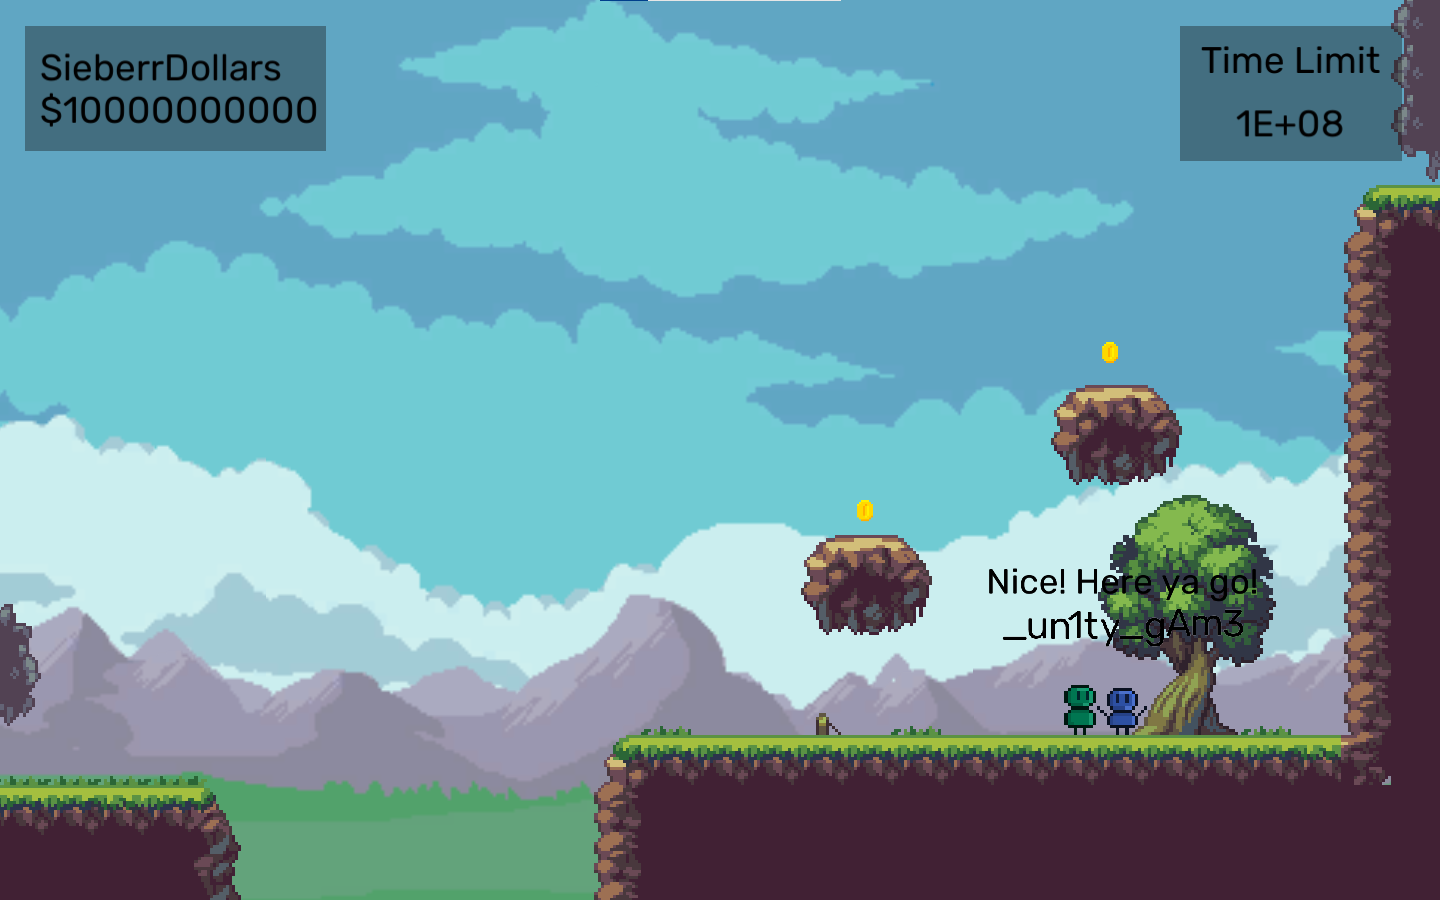 SieberrDollars
$10000000000
Time Limit
1E+08
Nice! Here ya go!
_un1ty_gAm3